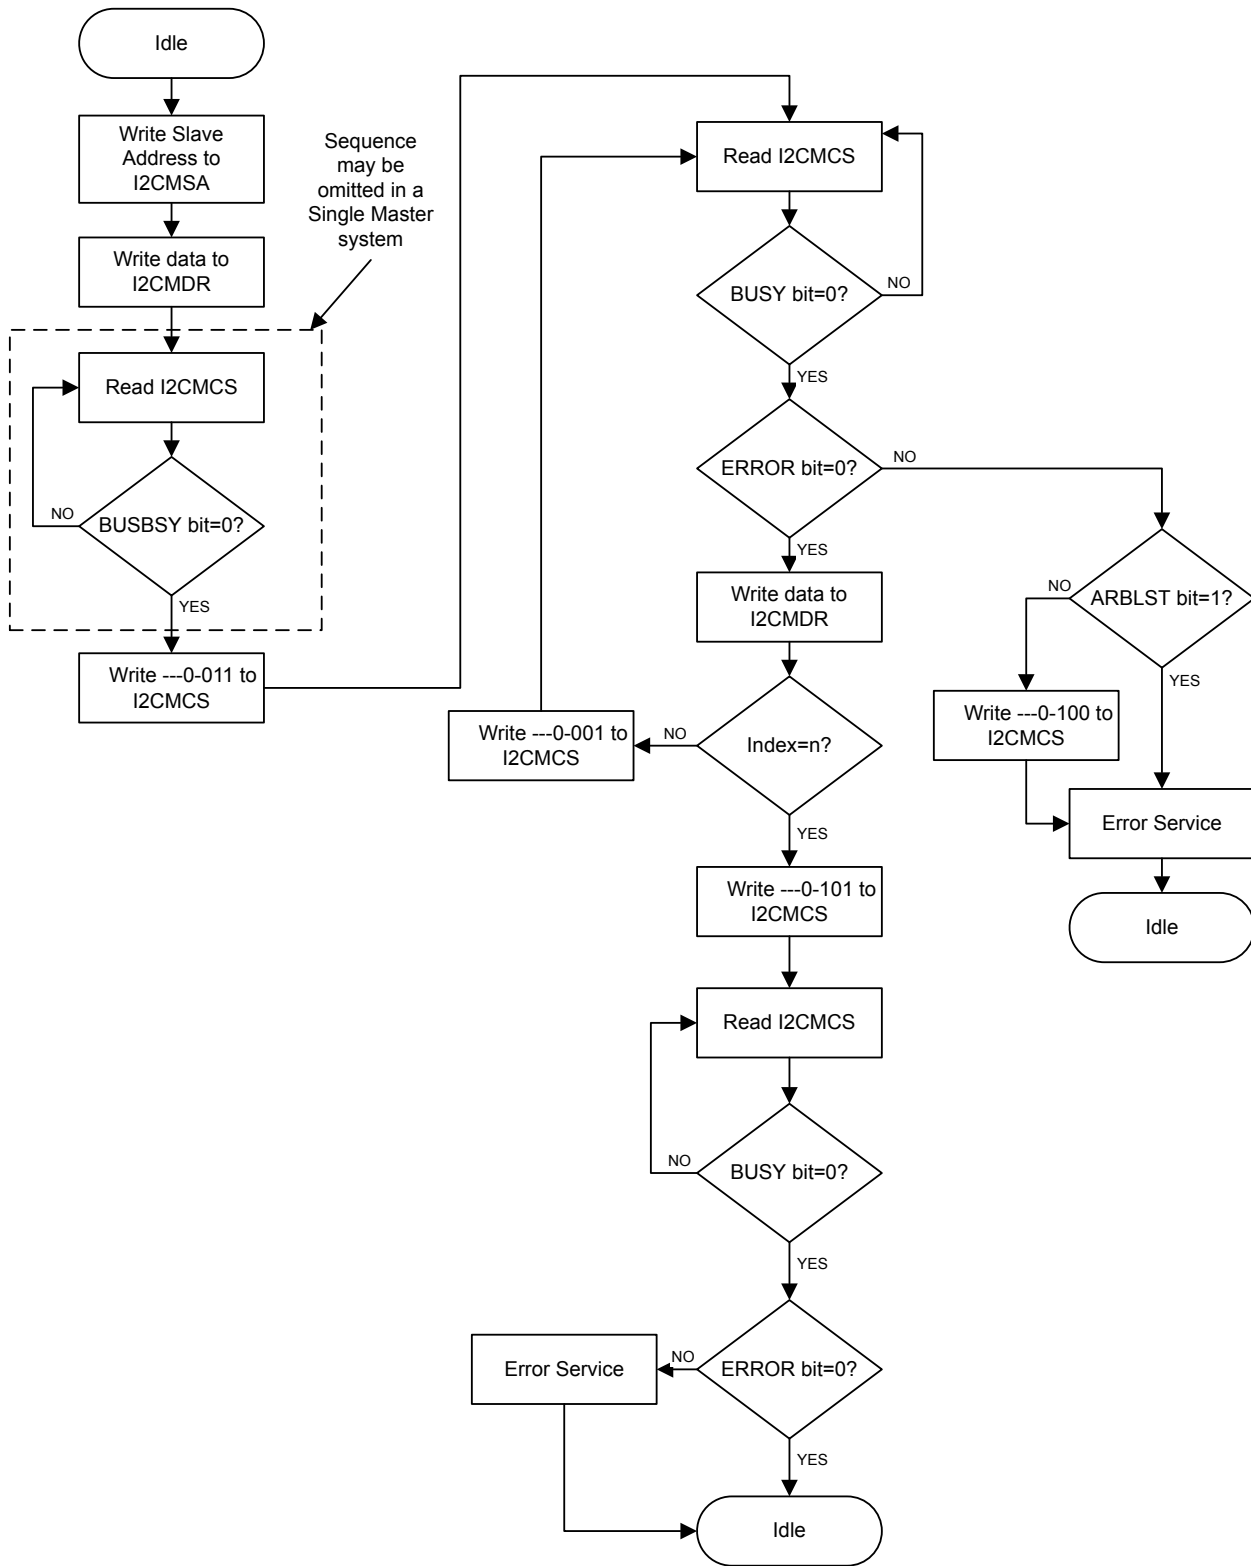 Idle
Write Slave
Address to
I2CMSA
Write data to
I2CMDR
Sequence
may be
omitted in a
Single Master
system
Read I2CMCS
BUSBSY bit=0?
NO
YES
Write ---0-011 to
I2CMCS
Read I2CMCS
BUSY bit=0?
NO
YES
ERROR bit=0?
NO
YES
Write data to
I2CMDR
Index=n?
NO
Write ---0-001 to
I2CMCS
YES
ARBLST bit=1?
NO
YES
Write ---0-100 to
I2CMCS
Error Service
Idle
Write ---0-101 to
I2CMCS
Read I2CMCS
BUSY bit=0?
NO
YES
ERROR bit=0?
NO
Error Service
YES
Idle